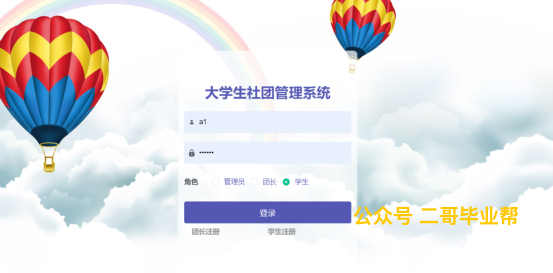 大学生社团管理系统
a1
••••••
角色 管理员 团长 学生
登录
公众号 二哥毕业帮
团长注册 学生注册